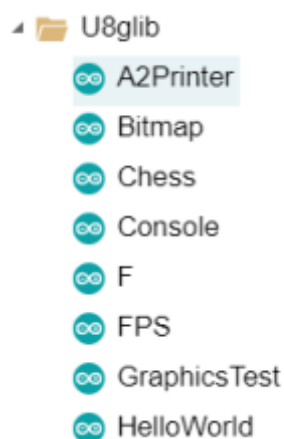 U8glib
A2Printer
Bitmap
Chess
Console
F
FPS
GraphicsTest
HelloWorld